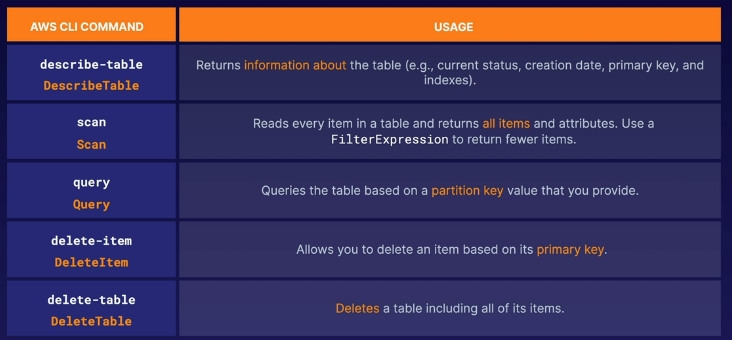 AWS CLI COMMAND
USAGE
describe-table
DescribeTable
Returns information about the table (e.g., current status, creation date, primary key, and
indexes).
scan
Scan
Reads every item in a table and returns all items and attributes. Use a
FilterExpression to return fewer items.
query
Query
Queries the table based on a partition key value that you provide.
delete-item
DeleteItem
Allows you to delete an item based on its primary key.
delete-table
DeleteTable
Deletes a table including all of its items.